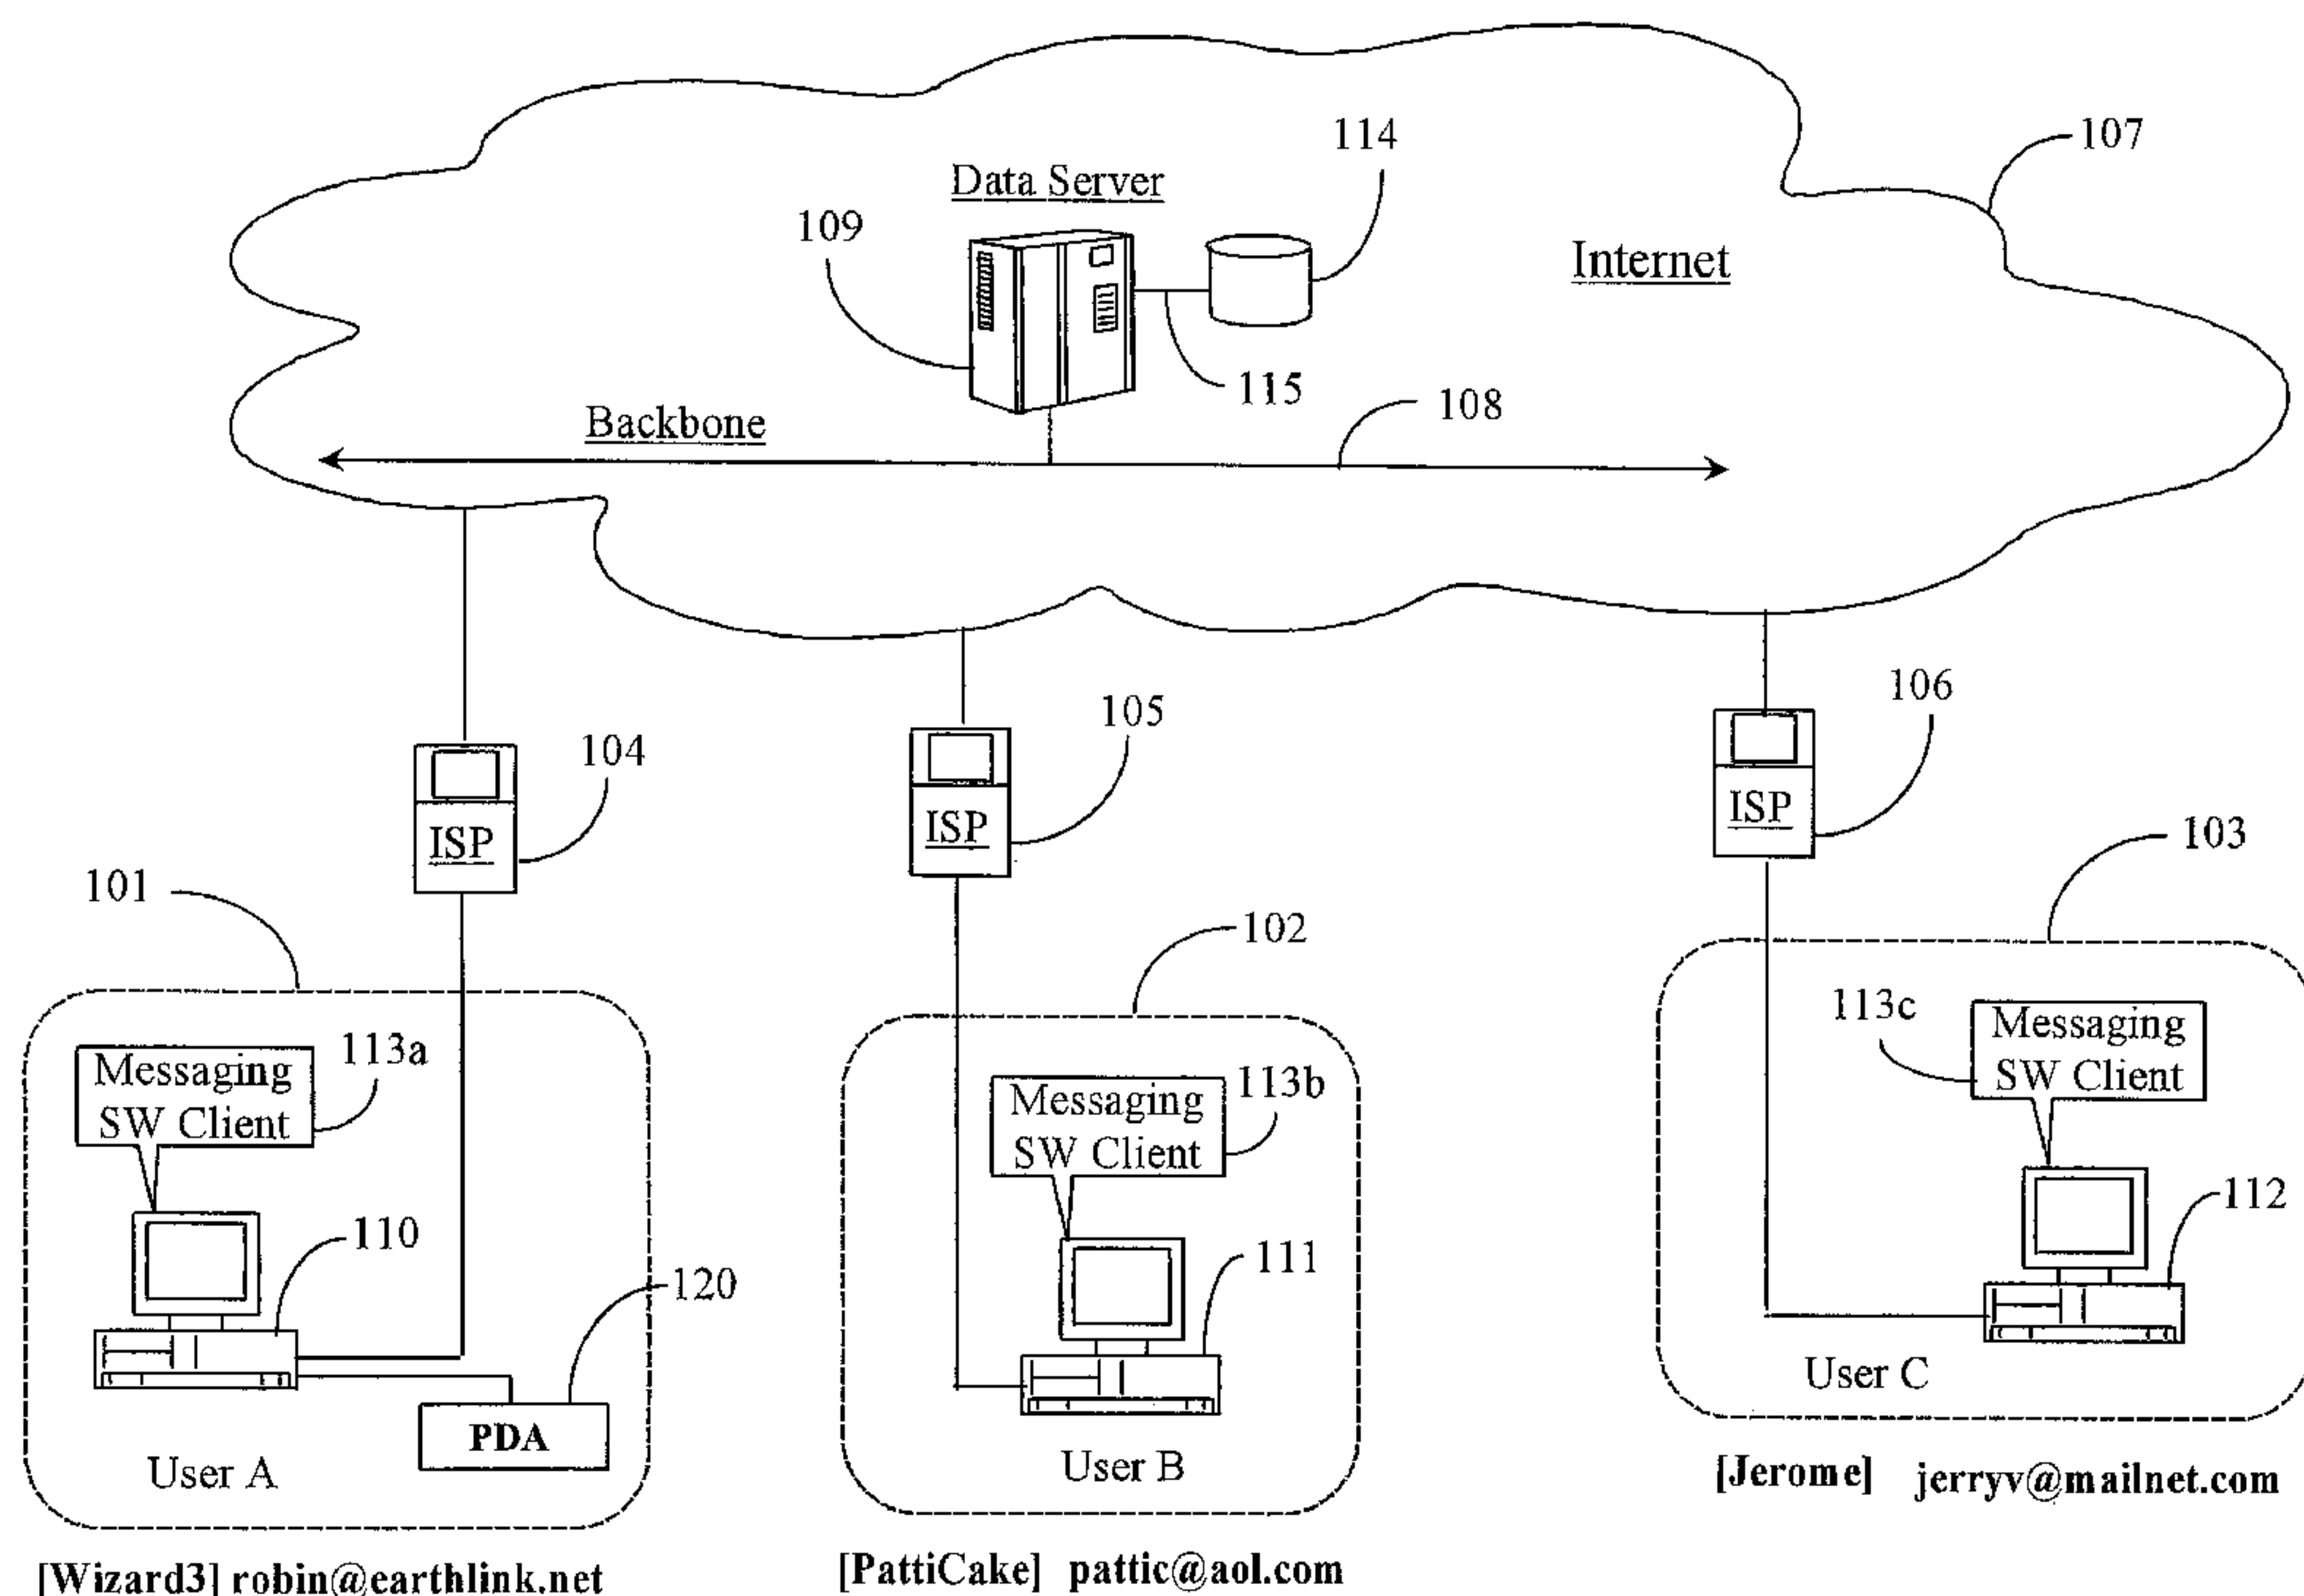 107
114
Data Server
109
Internet
115
108
Backbone
106
105
104
ISP
ISP
ISP
103
101
102
113c
Messaging
SW Client
113a
Messaging
SW Client
113b
Messaging
SW Client
112
110
111
120
PDA
User A
User B
User C
[Jerome] jerryv@mailnet.com
[Wizard3] robin@earthlink.net
[PattiCake] pattic@aol.com